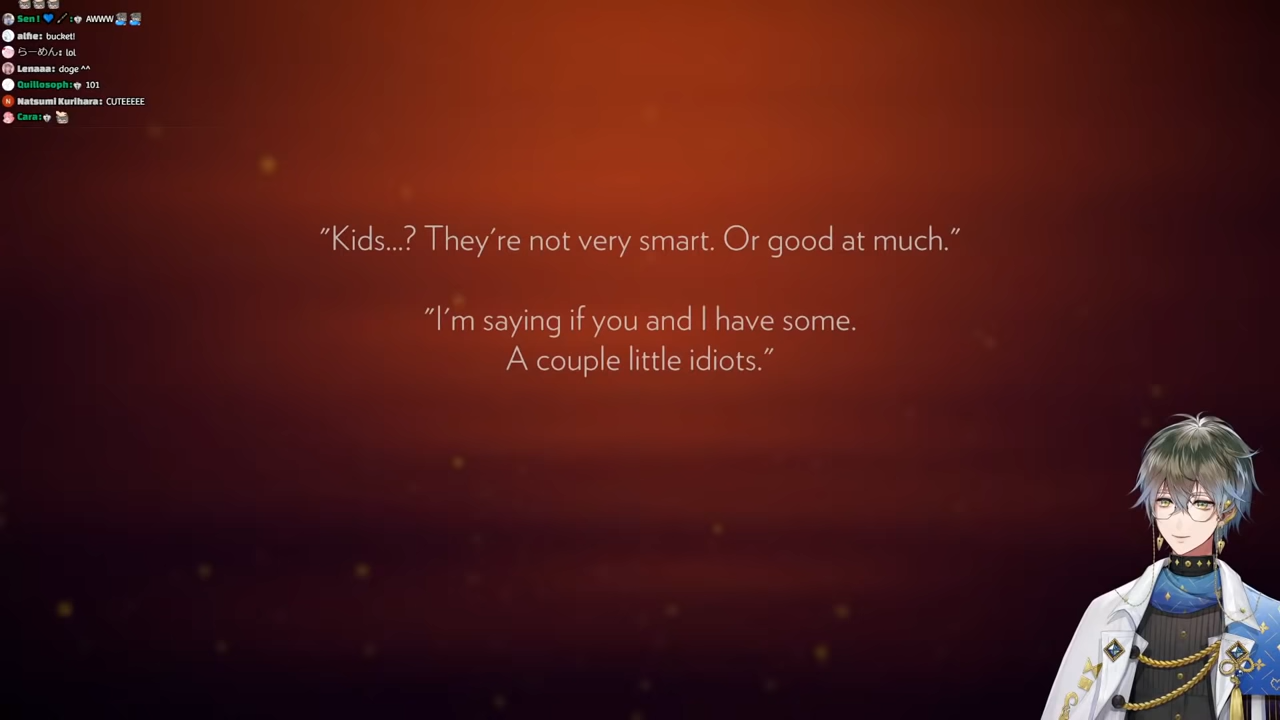 Sen ! : AWWW
alfie: bucket!
らーめん: lol
Lenaaa: doge ^^
Quillosoph: 101
Natsumi Kurihara: CUTEEEEE
Cara:
"Kids...? They're not very smart. Or good at much."
"I'm saying if you and I have some.
A couple little idiots."